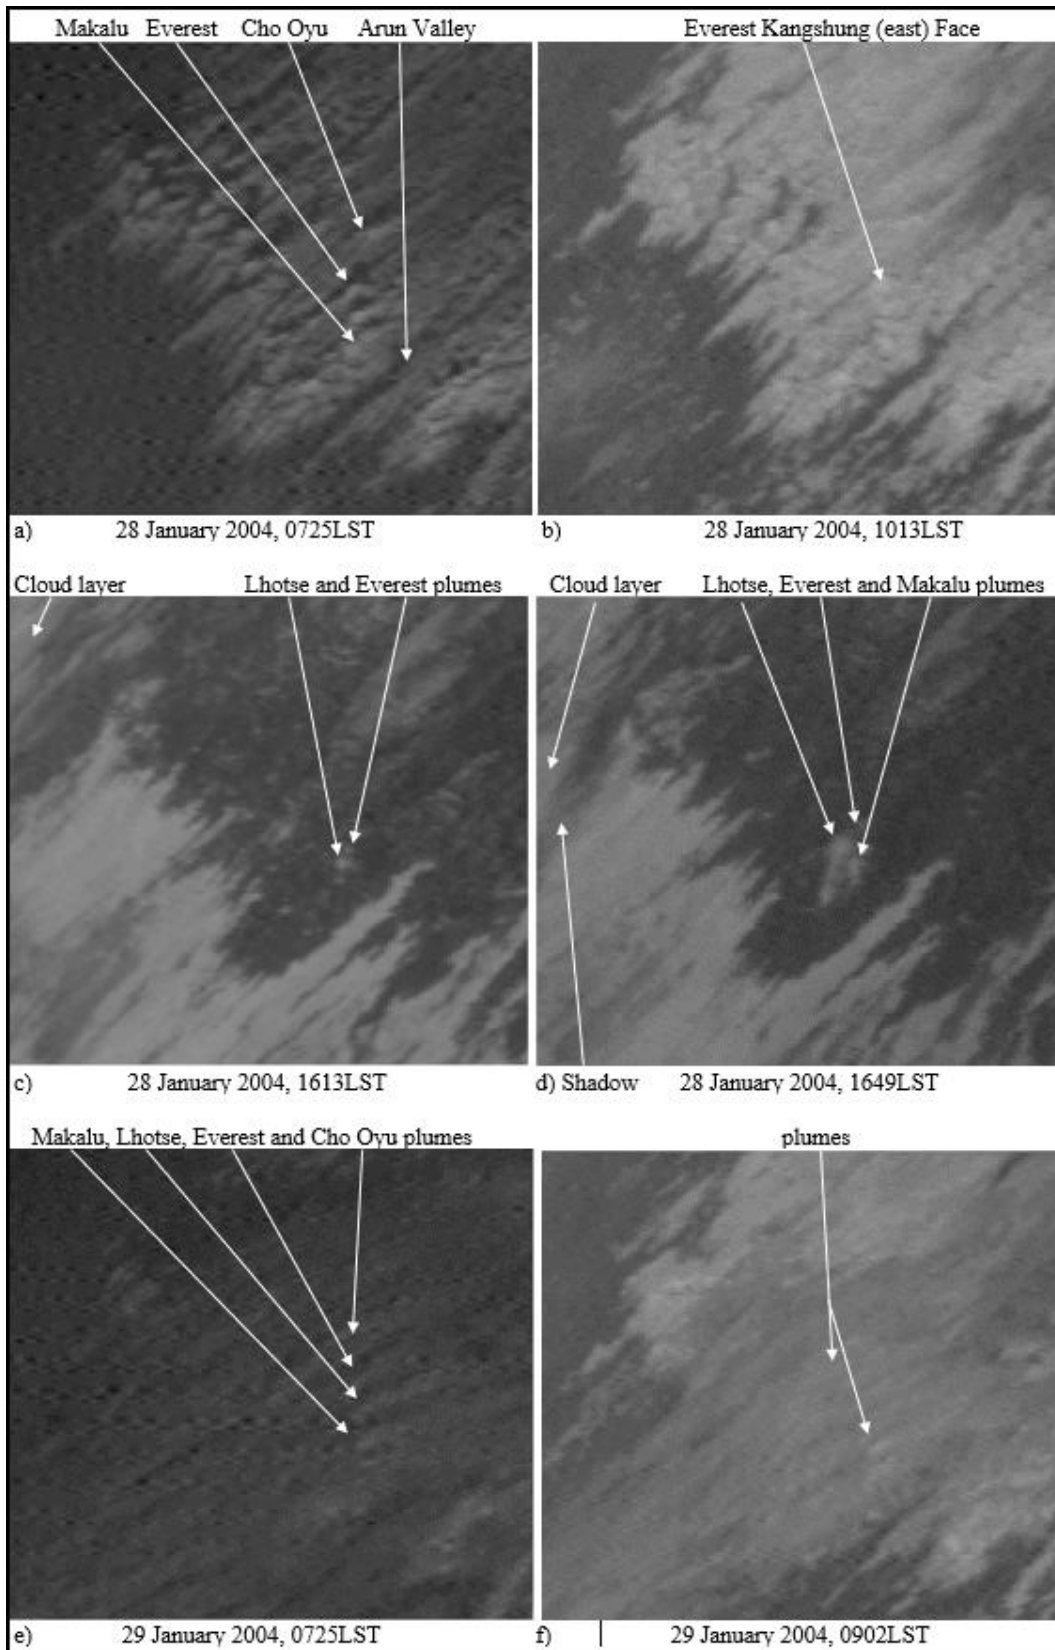 Makalu Everest Cho Oyu Arun Valley
Everest Kangshung (east) Face
a) 28 January 2004, 0725LST
b) 28 January 2004, 1013LST
Cloud layer Lhotse and Everest plumes
Cloud layer Lhotse, Everest and Makalu plumes
c) 28 January 2004, 1613LST
d) Shadow 28 January 2004, 1649LST
Makalu, Lhotse, Everest and Cho Oyu plumes
plumes
e) 29 January 2004, 0725LST
f) 29 January 2004, 0902LST